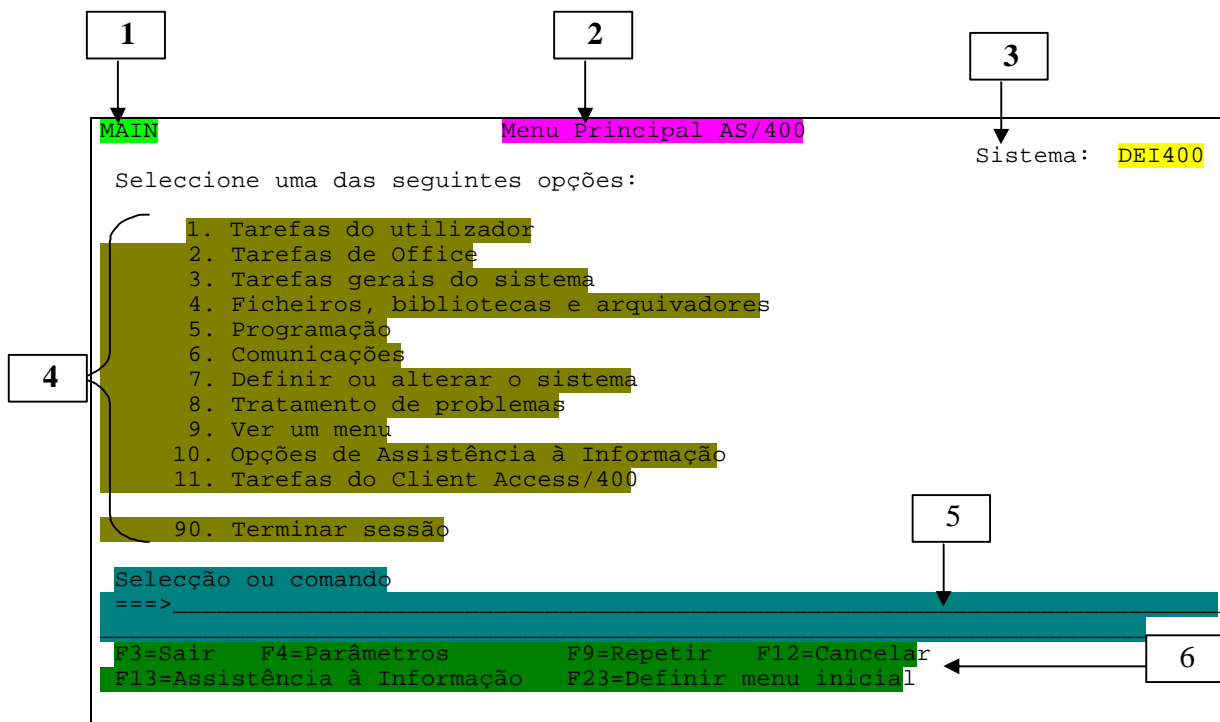 1
2
3
MAIN Menu Principal AS/400
Sistema: DEI400
Seleccione uma das seguintes opções:
1. Tarefas do utilizador
2. Tarefas de Office
3. Tarefas gerais do sistema
4. Ficheiros, bibliotecas e arquivadores
5. Programação
6. Comunicações
4
7. Definir ou alterar o sistema
8. Tratamento de problemas
9. Ver um menu
10. Opções de Assistência à Informação
11. Tarefas do Client Access/400
90. Terminar sessão
5
Selecção ou comando
===>
F3=Sair F4=Parâmetros F9=Repetir F12=Cancelar
6
F13=Assistência à Informação F23=Definir menu inicial